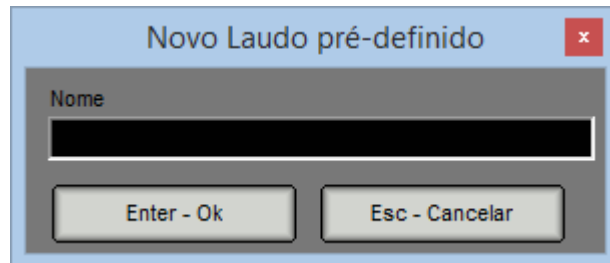 Novo Laudo pré-definido
x
Nome
Enter - Ok
Esc - Cancelar